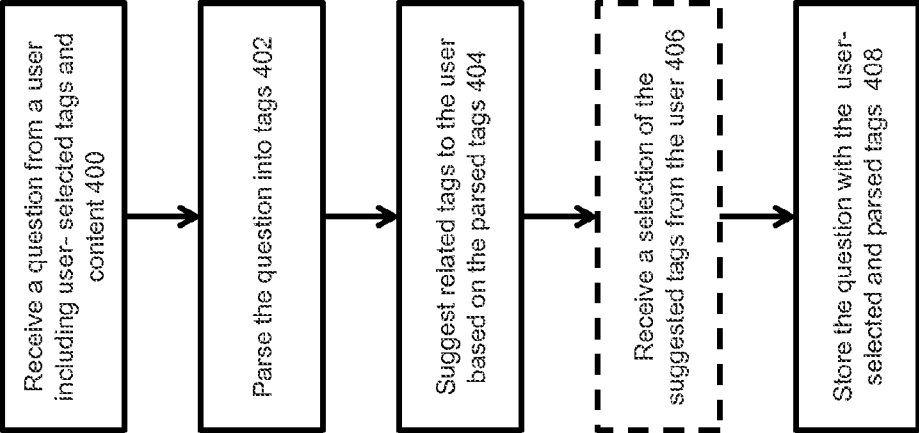 Receive a question from a user
including user- selected tags and
content 400
Parse the question into tags 402
Suggest related tags to the user
based on the parsed tags 404
Receive a selection of the
suggested tags from the user 406
Store the question with the user-
selected and parsed tags 408